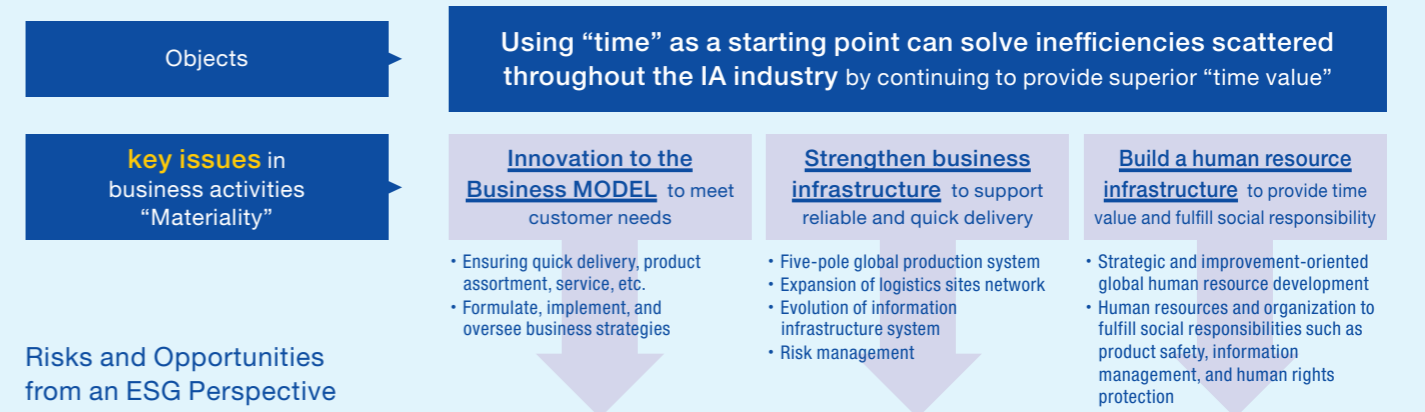 Objects
Using “time” as a starting point can solve inefficiencies scattered
throughout the IA industry by continuing to provide superior “time value”
key issues in
business activities
“Materiality”
Innovation to the
Business MODEL to meet
customer needs
• Ensuring quick delivery, product
assortment, service, etc.
• Formulate, implement, and
oversee business strategies
Strengthen business
infrastructure to support
reliable and quick delivery
• Five-pole global production system
• Expansion of logistics sites network
• Evolution of information
infrastructure system
• Risk management
Build a human resource
infrastructure to provide time
value and fulfill social responsibility
• Strategic and improvement-oriented
global human resource development
• Human resources and organization to
fulfill social responsibilities such as
product safety, information
management, and human rights
protection
Risks and Opportunities
from an ESG Perspective